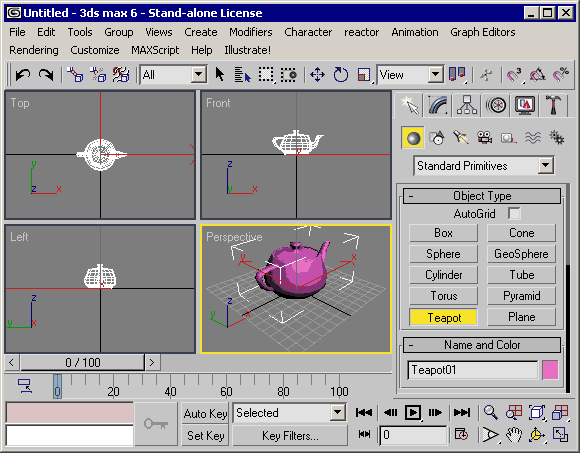 Untitled - 3ds max 6 - Stand-alone License
File Edit Tools Group Views Create Modifiers Character reactor Animation Graph Editors
Rendering Customize MAXScript Help Illustrate!
All View
Top Front
y x z x
Standard Primitives
- Object Type
AutoGrid
Box Cone
Sphere GeoSphere
Cylinder Tube
Torus Pyramid
Teapot Plane
Left Perspective
z y
z y x
- Name and Color
Teapot01
< 0 / 100 >
0 20 40 60 80 100
Auto Key Selected
Set Key Key Filters... 0